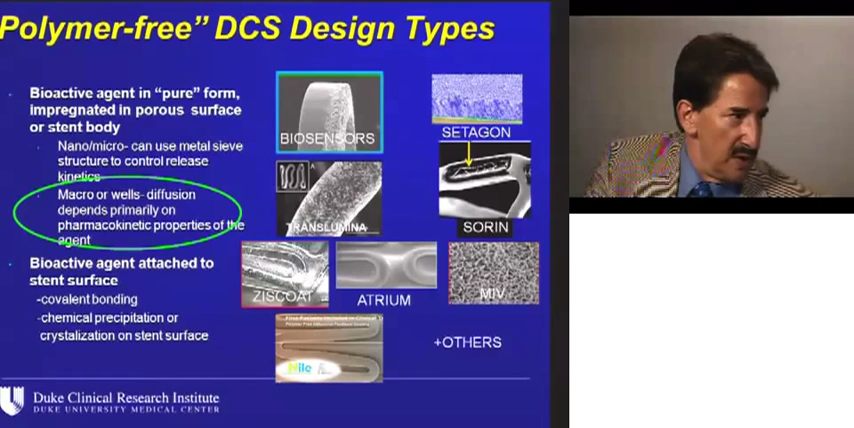 Polymer-free” DCS Design Types
Bioactive agent in “pure” form,
impregnated in porous surface
or stent body
Nano/micro- can use metal sieve
structure to control release
kinetics
Macro or wells- diffusion
depends primarily on
pharmacokinetic properties of the
agent
Bioactive agent attached to
stent surface
-covalent bonding
-chemical precipitation or
crystalization on stent surface
BIOSENSORS
SETAGON
TRANSLUMINA
SORIN
ZISCOAT
ATRIUM
MIV
Nile
+OTHERS
Duke Clinical Research Institute
DUKE UNIVERSITY MEDICAL CENTER